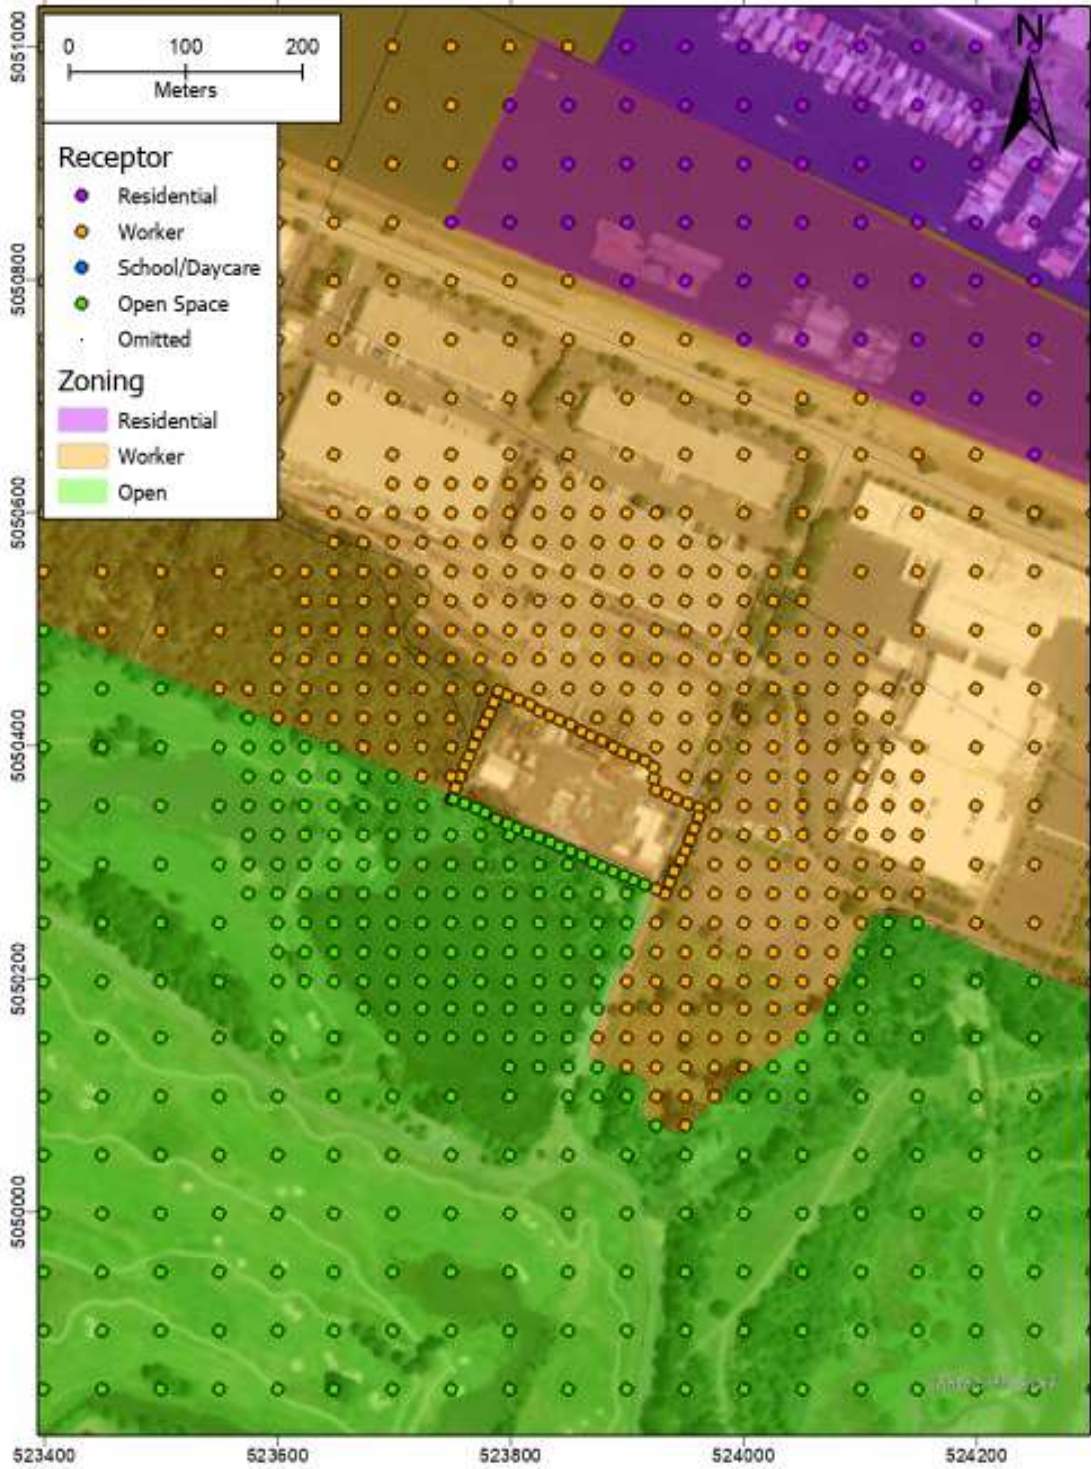 N
0 100 200
Meters
Receptor
Residential
Worker
School/Daycare
Open Space
Omitted
Zoning
Residential
Worker
Open
5051000
5050800
5050600
5050400
5050200
5050000
523400 523600 523800 524000 524200